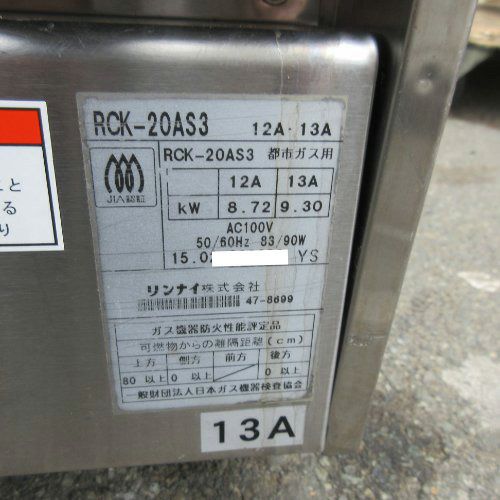 RCK-20AS3 12A・13A
JIA認証
RCK-20AS3 都市ガス用
12A 13A
kW 8.72 9.30
AC100V
50/60Hz 83/90W
15.0 YS
リンナイ株式会社
47-8699
ガス機器防火性能評定品
可燃物からの離隔距離(cm)
上方 側方 前方 後方
80 以上 0 以上 0 以上
一般財団法人日本ガス機器検査協会
13A
と
る
り